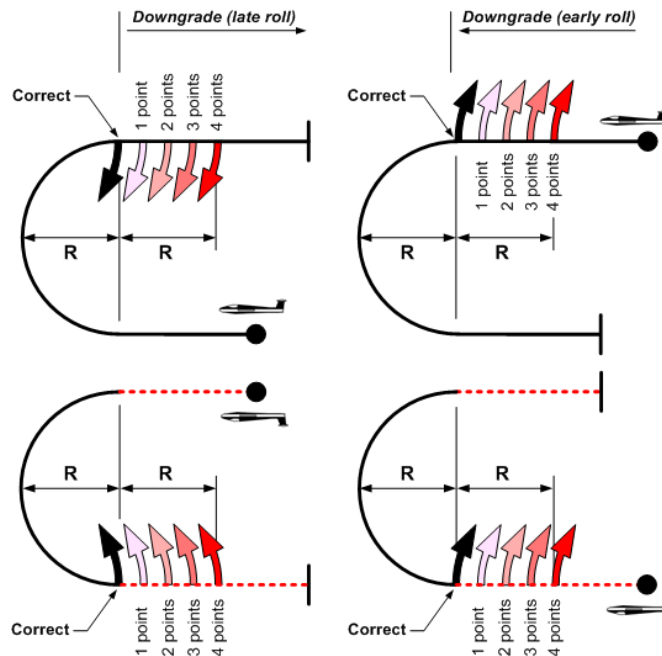 Downgrade (late roll)
Downgrade (early roll)
Correct
1 point
2 points
3 points
4 points
R
R
Correct
1 point
2 points
3 points
4 points
R
R
R
R
Correct
1 point
2 points
3 points
4 points
R
R
Correct
1 point
2 points
3 points
4 points